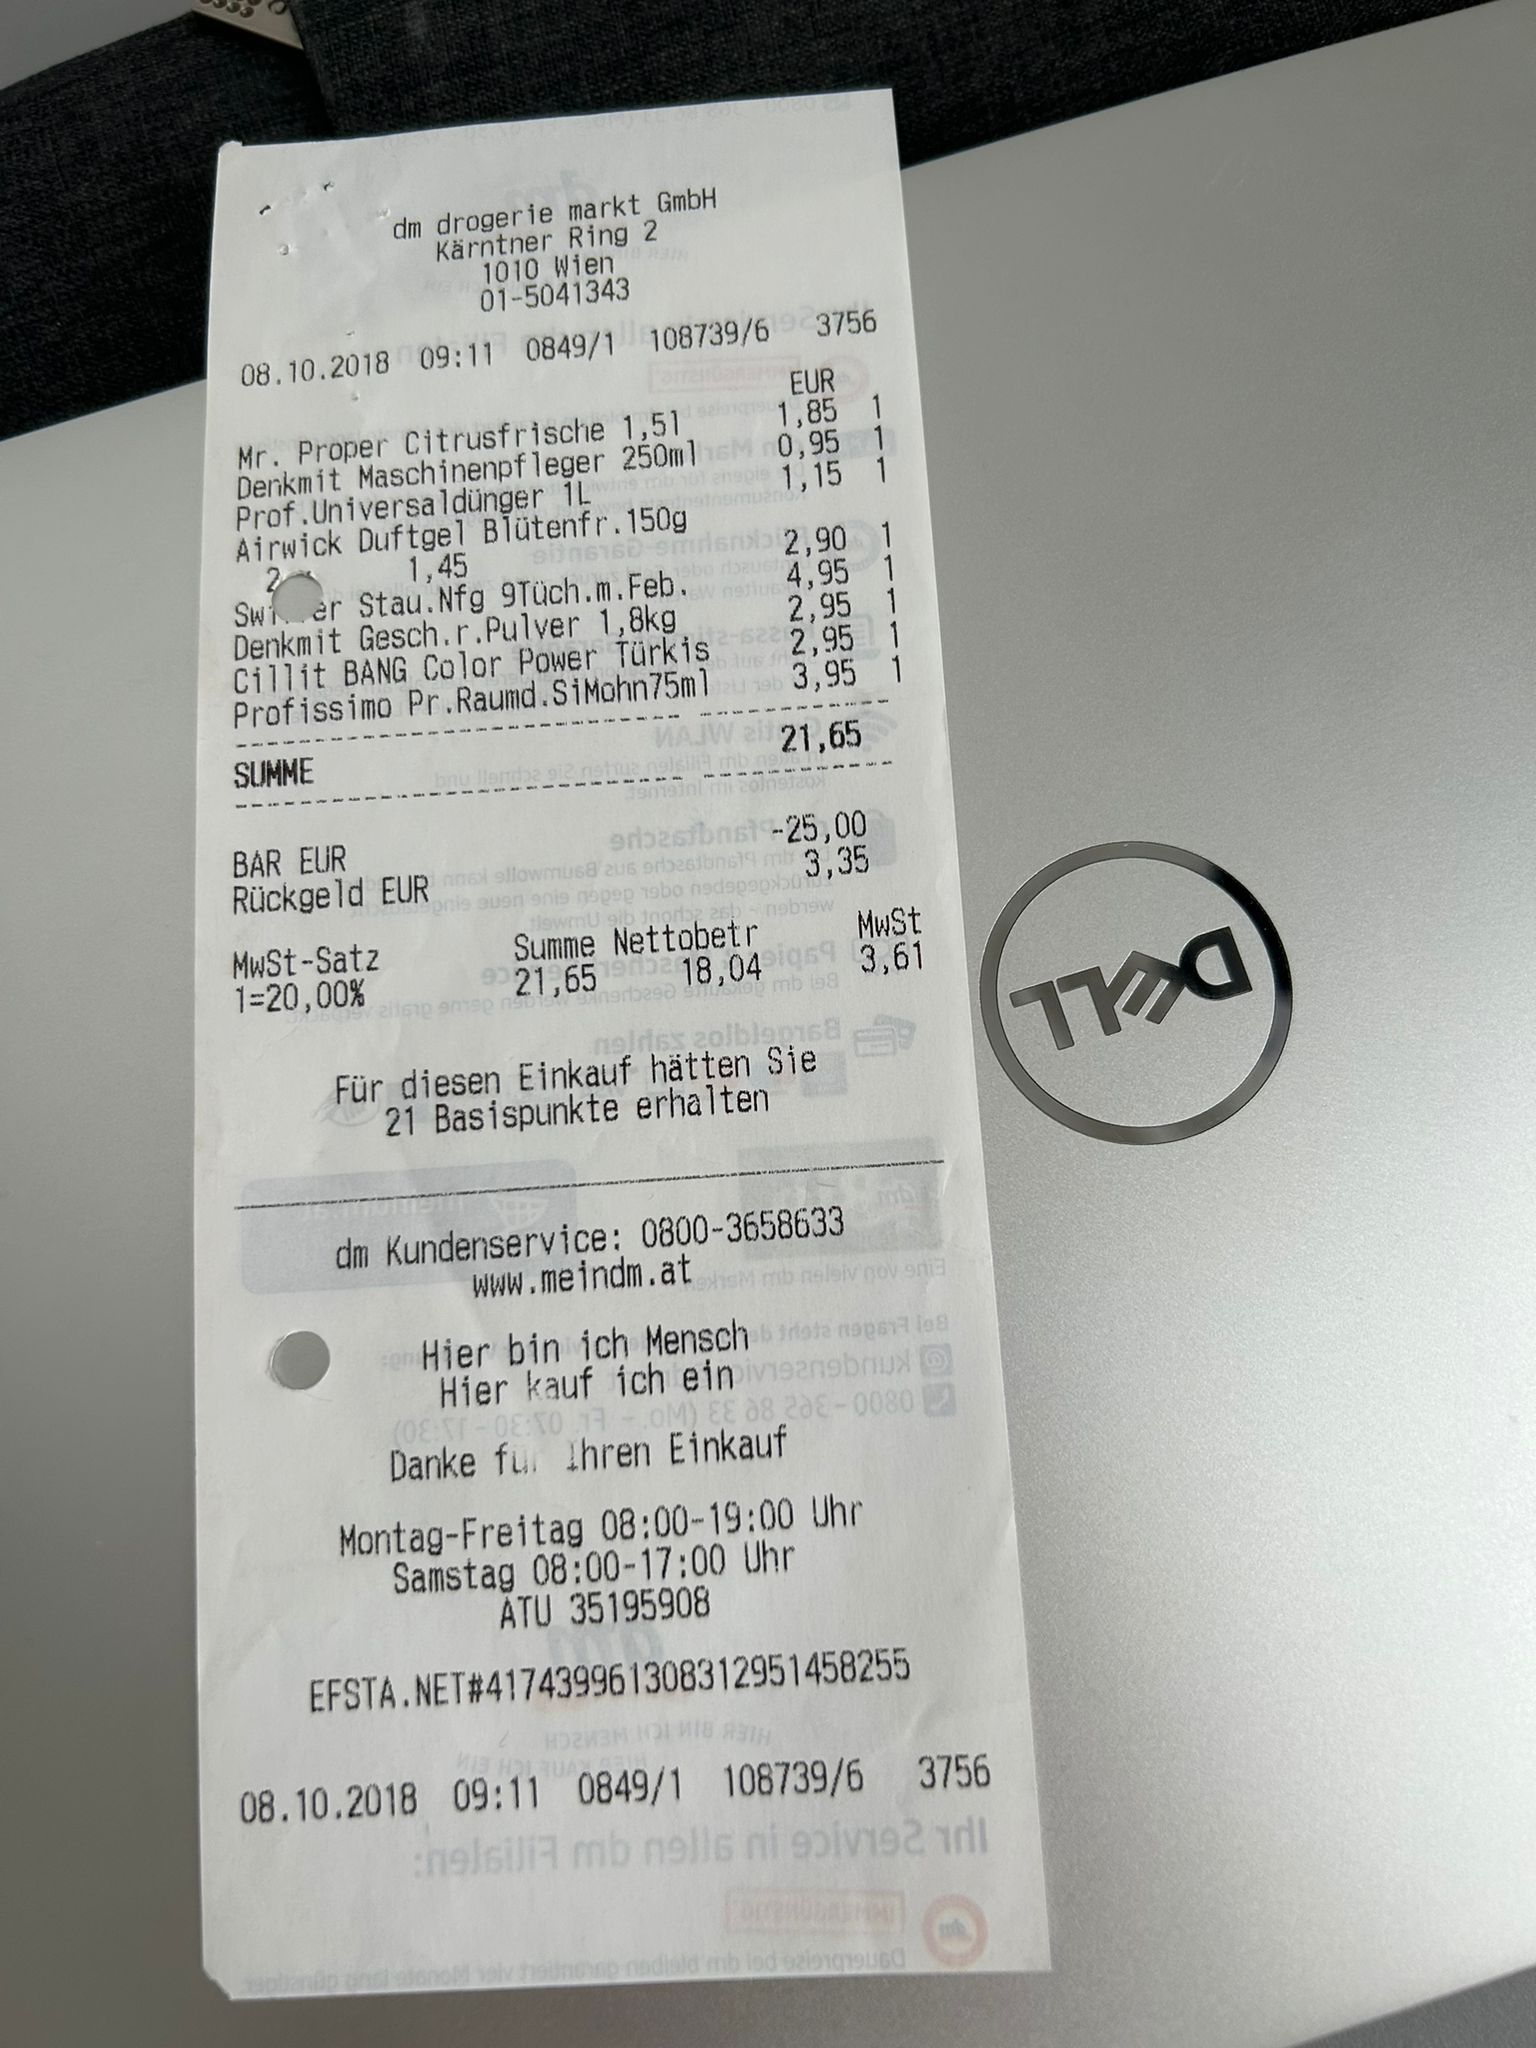 dm drogerie markt GmbH
Kärntner Ring 2
1010 Wien
01-5041343
08.10.2018 09:11 0849/1 108739/6 3756
EUR
Mr. Proper Citrusfrische 1,5l 1,85 1
Denkmit Maschinenpfleger 250ml 0,95 1
Prof.Universaldünger 1L 1,15 1
Airwick Duftgel Blütenfr.150g
2 1,45 2,90 1
Stau.Nfg 9Tüch.m.Feb. 4,95 1
Denkmit Gesch.r.Pulver 1,8kg 2,95 1
Cillit BANG Color Power Türkis 2,95 1
Profissimo Pr.Raumd.SiMohn75ml 3,95 1
SUMME 21,65
BAR EUR -25,00
Rückgeld EUR 3,35
MwSt-Satz Summe Nettobetr MwSt
1=20,00% 21,65 18,04 3,61
Für diesen Einkauf hätten Sie
21 Basispunkte erhalten
dm Kundenservice: 0800-3658633
www.meindm.at
Hier bin ich Mensch
Hier kauf ich ein
Danke für Ihren Einkauf
Montag-Freitag 08:00-19:00 Uhr
Samstag 08:00-17:00 Uhr
ATU 35195908
EFSTA.NET#4174399613083129514​58255
08.10.2018 09:11 0849/1 108739/6 3756
DELL